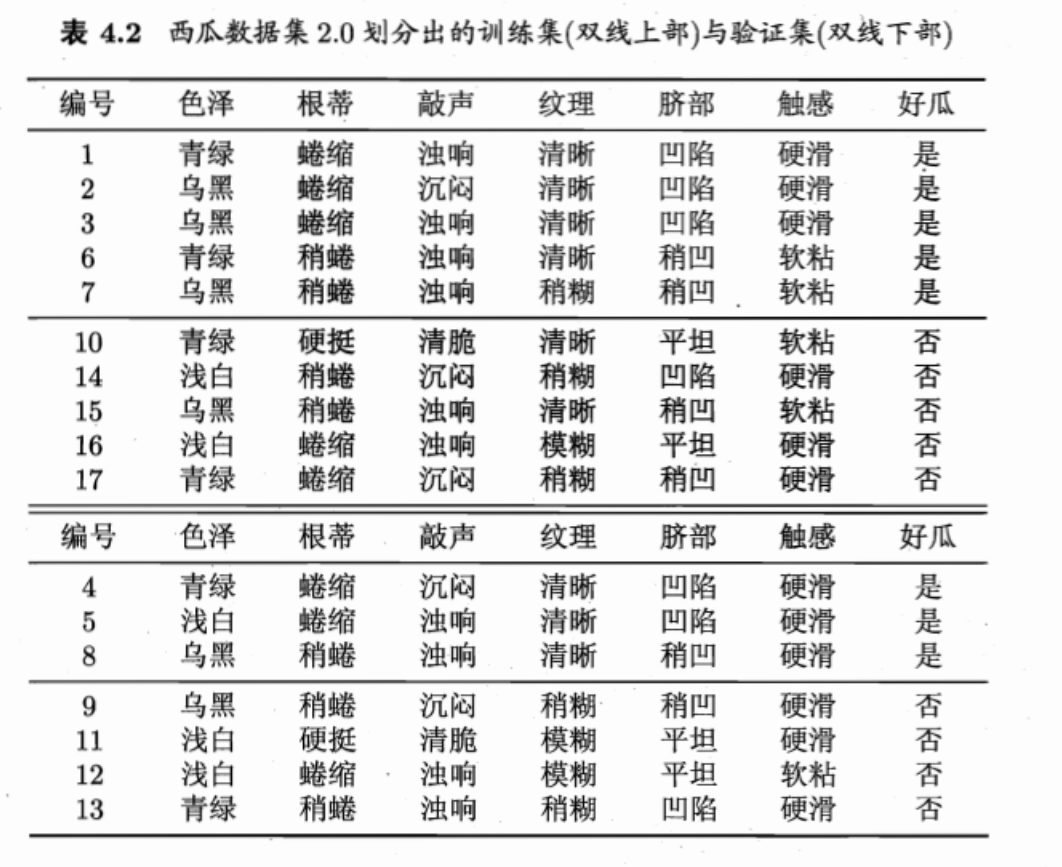 表 4.2 西瓜数据集 2.0 划分出的训练集(双线上部)与验证集(双线下部)
编号 色泽 根蒂 敲声 纹理 脐部 触感 好瓜
1 青绿 蜷缩 浊响 清晰 凹陷 硬滑 是
2 乌黑 蜷缩 沉闷 清晰 凹陷 硬滑 是
3 乌黑 蜷缩 浊响 清晰 凹陷 硬滑 是
6 青绿 稍蜷 浊响 清晰 稍凹 软粘 是
7 乌黑 稍蜷 浊响 稍糊 稍凹 软粘 是
10 青绿 硬挺 清脆 清晰 平坦 软粘 否
14 浅白 稍蜷 沉闷 稍糊 凹陷 硬滑 否
15 乌黑 稍蜷 浊响 清晰 稍凹 软粘 否
16 浅白 蜷缩 浊响 模糊 平坦 硬滑 否
17 青绿 蜷缩 沉闷 稍糊 稍凹 硬滑 否
编号 色泽 根蒂 敲声 纹理 脐部 触感 好瓜
4 青绿 蜷缩 沉闷 清晰 凹陷 硬滑 是
5 浅白 蜷缩 浊响 清晰 凹陷 硬滑 是
8 乌黑 稍蜷 浊响 清晰 稍凹 硬滑 是
9 乌黑 稍蜷 沉闷 稍糊 稍凹 硬滑 否
11 浅白 硬挺 清脆 模糊 平坦 硬滑 否
12 浅白 蜷缩 浊响 模糊 平坦 软粘 否
13 青绿 稍蜷 浊响 稍糊 凹陷 硬滑 否